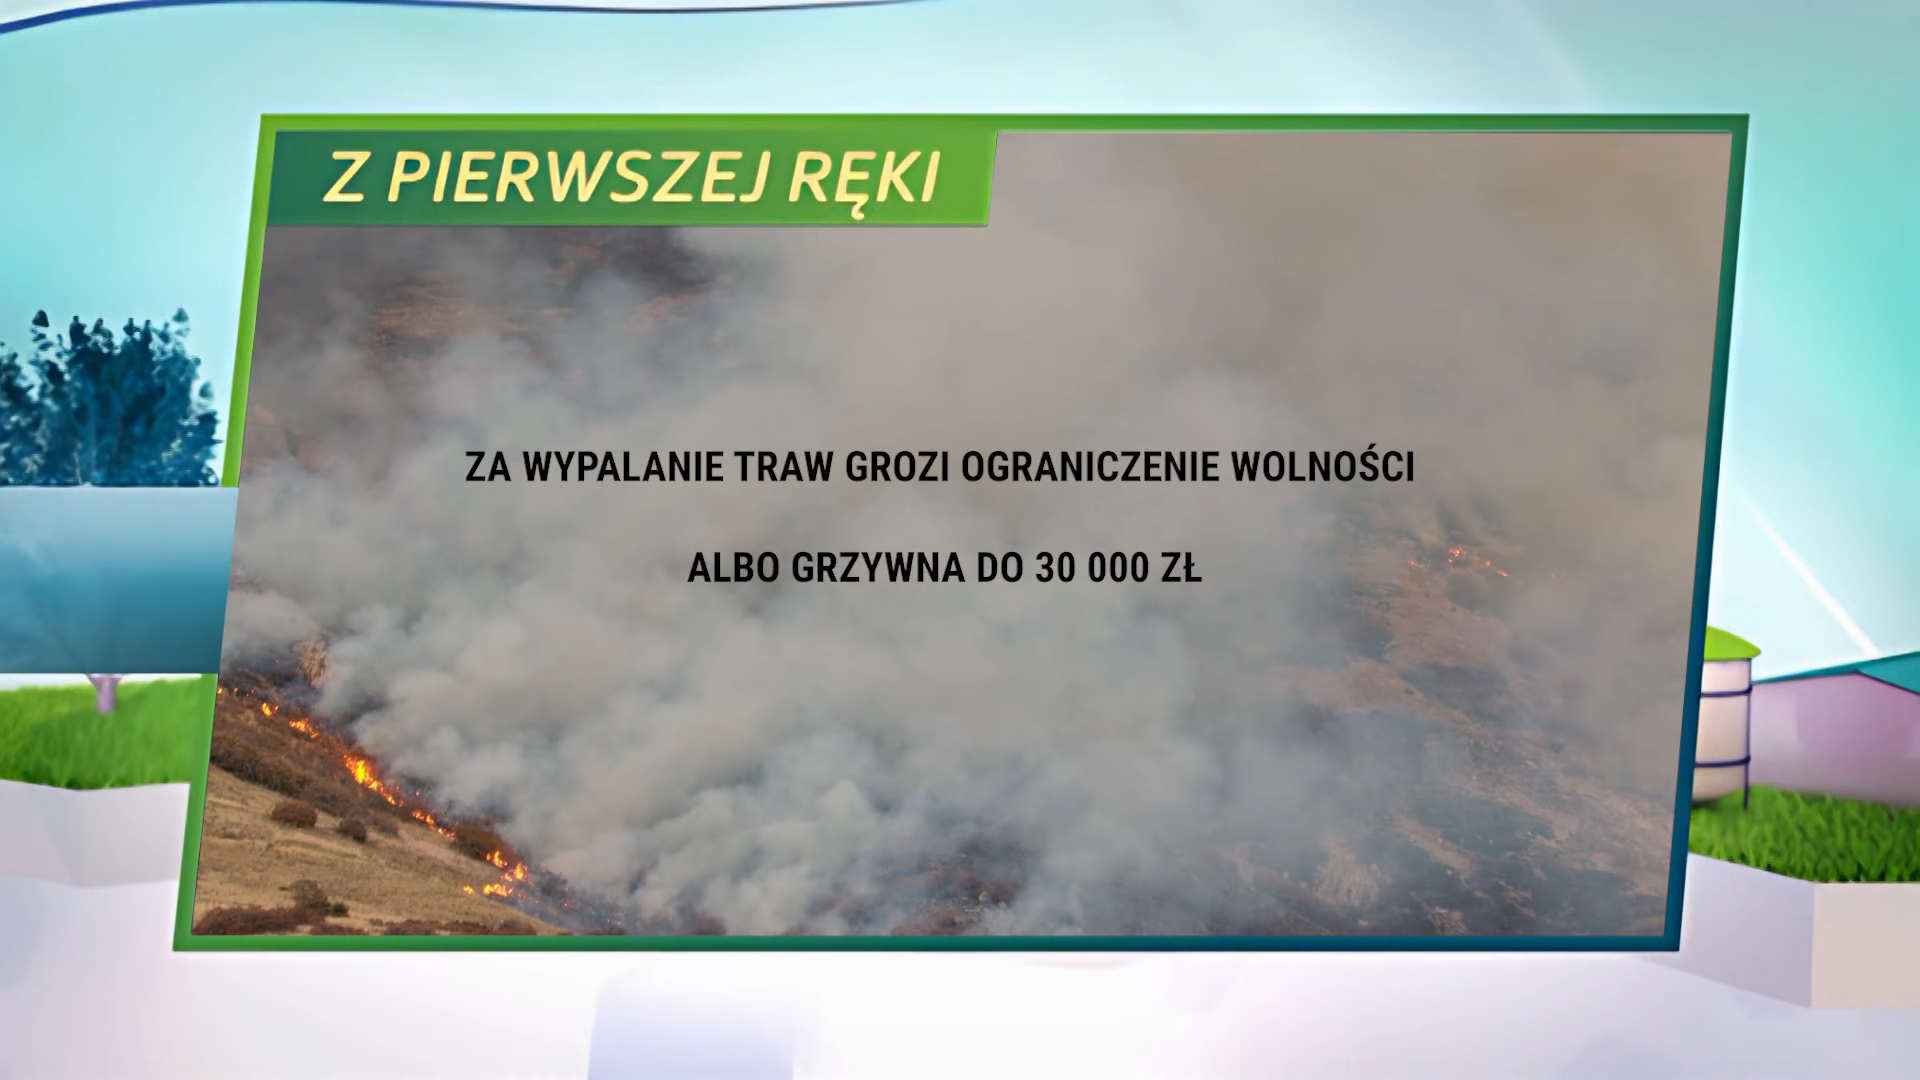 Z PIERWSZEJ RĘKI
ZA WYPALANIE TRAW GROZI OGRANICZENIE WOLNOŚCI
ALBO GRZYWNA DO 30 000 ZŁ